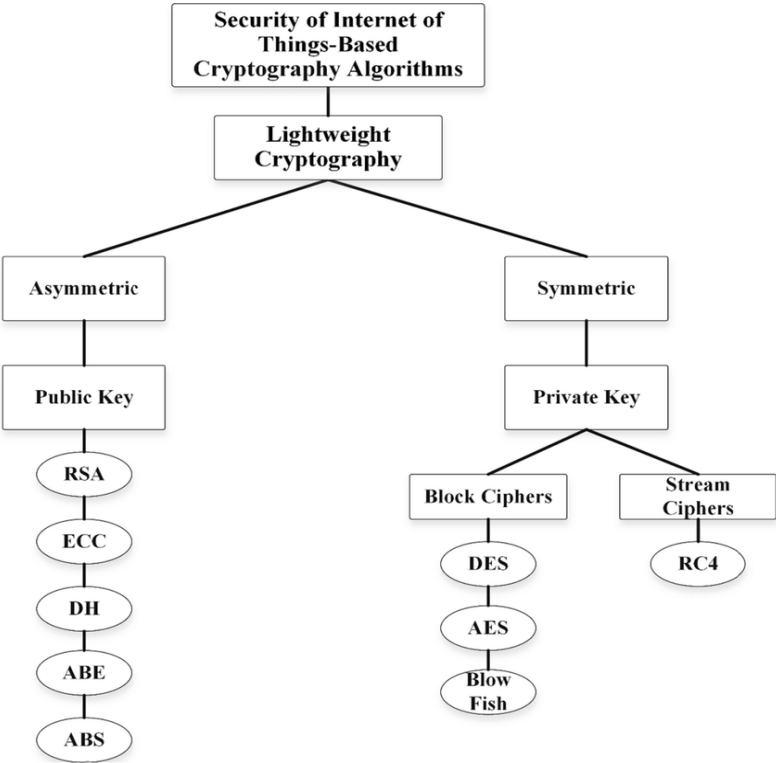 Security of Internet of
Things-Based
Cryptography Algorithms
Lightweight
Cryptography
Asymmetric
Symmetric
Public Key
Private Key
RSA
ECC
DH
ABE
ABS
Block Ciphers
DES
AES
Blow
Fish
Stream
Ciphers
RC4